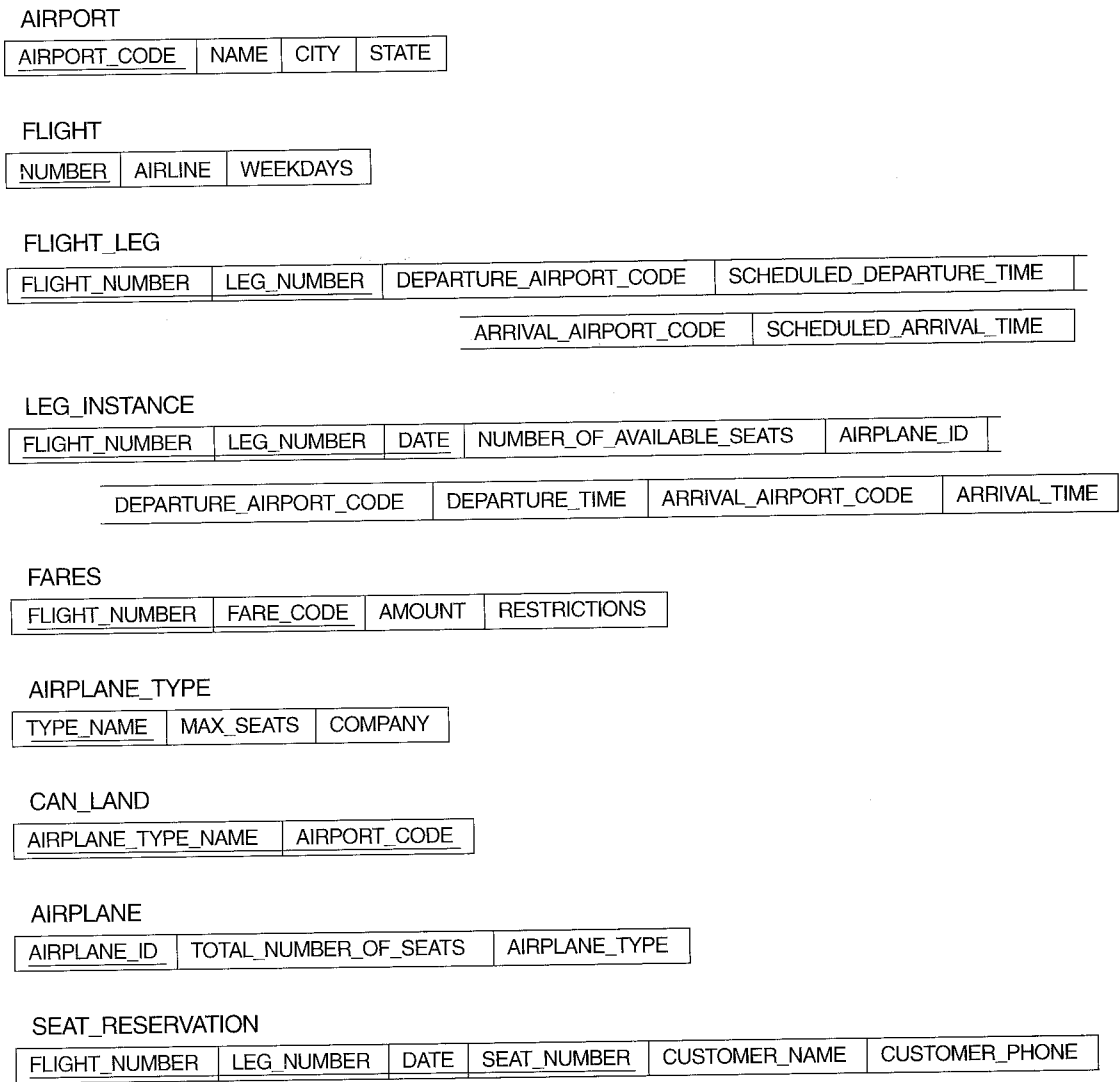 AIRPORT
AIRPORT_CODE NAME CITY STATE
FLIGHT
NUMBER AIRLINE WEEKDAYS
FLIGHT_LEG
FLIGHT_NUMBER LEG_NUMBER DEPARTURE_AIRPORT_CODE SCHEDULED_DEPARTURE_TIME
ARRIVAL_AIRPORT_CODE SCHEDULED_ARRIVAL_TIME
LEG_INSTANCE
FLIGHT_NUMBER LEG_NUMBER DATE NUMBER_OF_AVAILABLE_SEATS AIRPLANE_ID
DEPARTURE_AIRPORT_CODE DEPARTURE_TIME ARRIVAL_AIRPORT_CODE ARRIVAL_TIME
FARES
FLIGHT_NUMBER FARE_CODE AMOUNT RESTRICTIONS
AIRPLANE_TYPE
TYPE_NAME MAX_SEATS COMPANY
CAN_LAND
AIRPLANE_TYPE_NAME AIRPORT_CODE
AIRPLANE
AIRPLANE_ID TOTAL_NUMBER_OF_SEATS AIRPLANE_TYPE
SEAT_RESERVATION
FLIGHT_NUMBER LEG_NUMBER DATE SEAT_NUMBER CUSTOMER_NAME CUSTOMER_PHONE